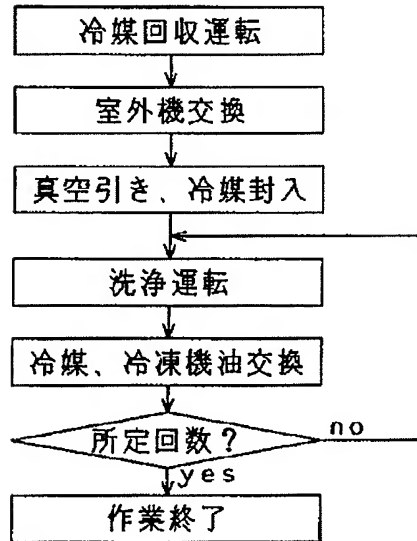 冷媒回収運転
室外機交換
真空引き、冷媒封入
洗浄運転
冷媒、冷凍機油交換
所定回数?
no
yes
作業終了